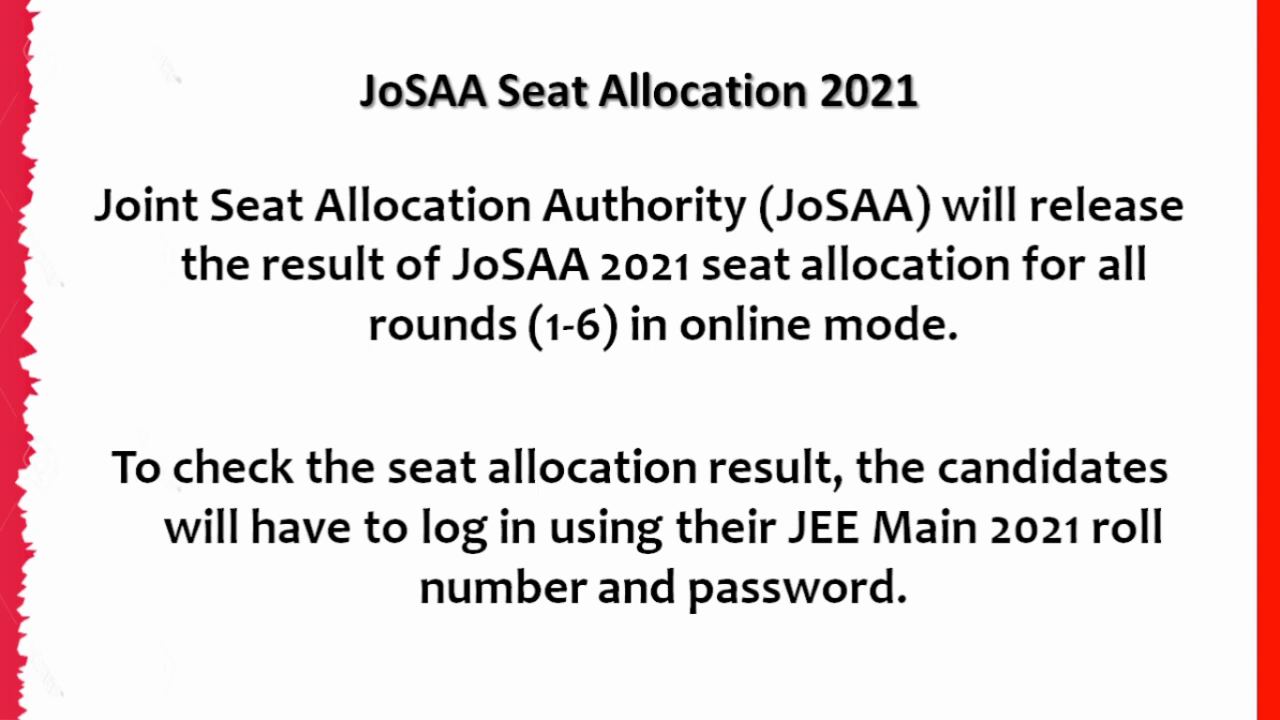 JoSAA Seat Allocation 2021
Joint Seat Allocation Authority (JoSAA) will release
the result of JoSAA 2021 seat allocation for all
rounds (1-6) in online mode.
To check the seat allocation result, the candidates
will have to log in using their JEE Main 2021 roll
number and password.